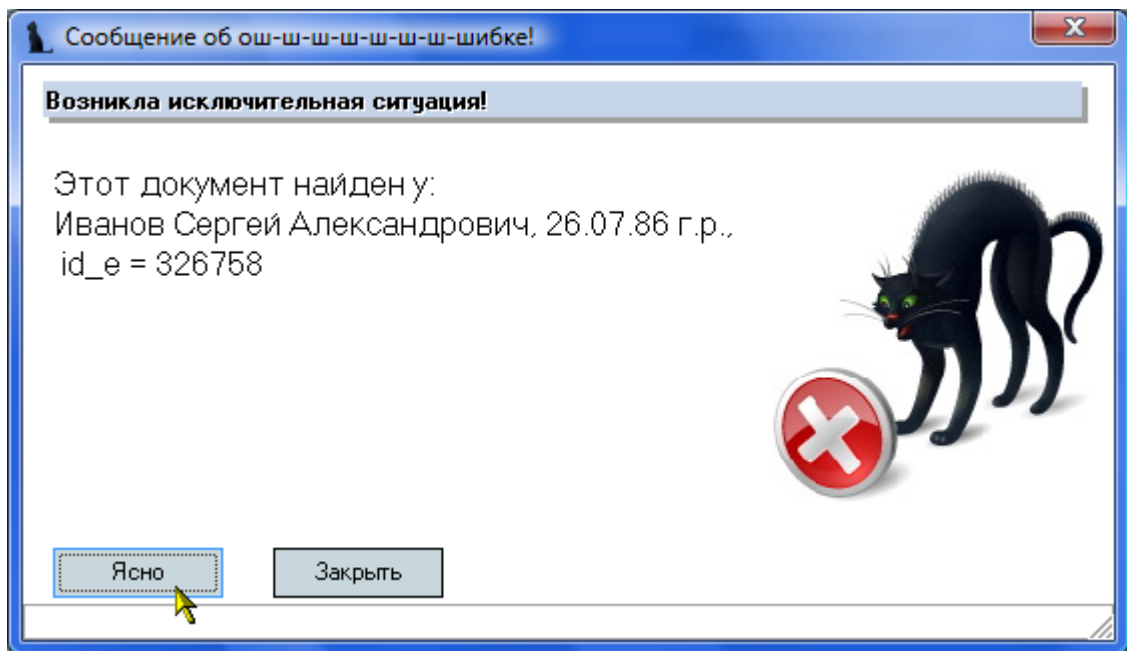 Сообщение об ош-ш-ш-ш-ш-ш-шибке!
Возникла исключительная ситуация!
Этот документ найден у:
Иванов Сергей Александрович, 26.07.86 г.р.,
id_e = 326758
Ясно
Закрыть